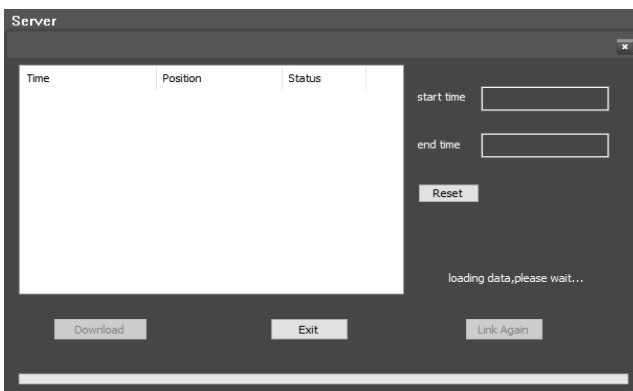 Server
Time Position Status
start time
end time
Reset
loading data,please wait...
Download Exit Link Again